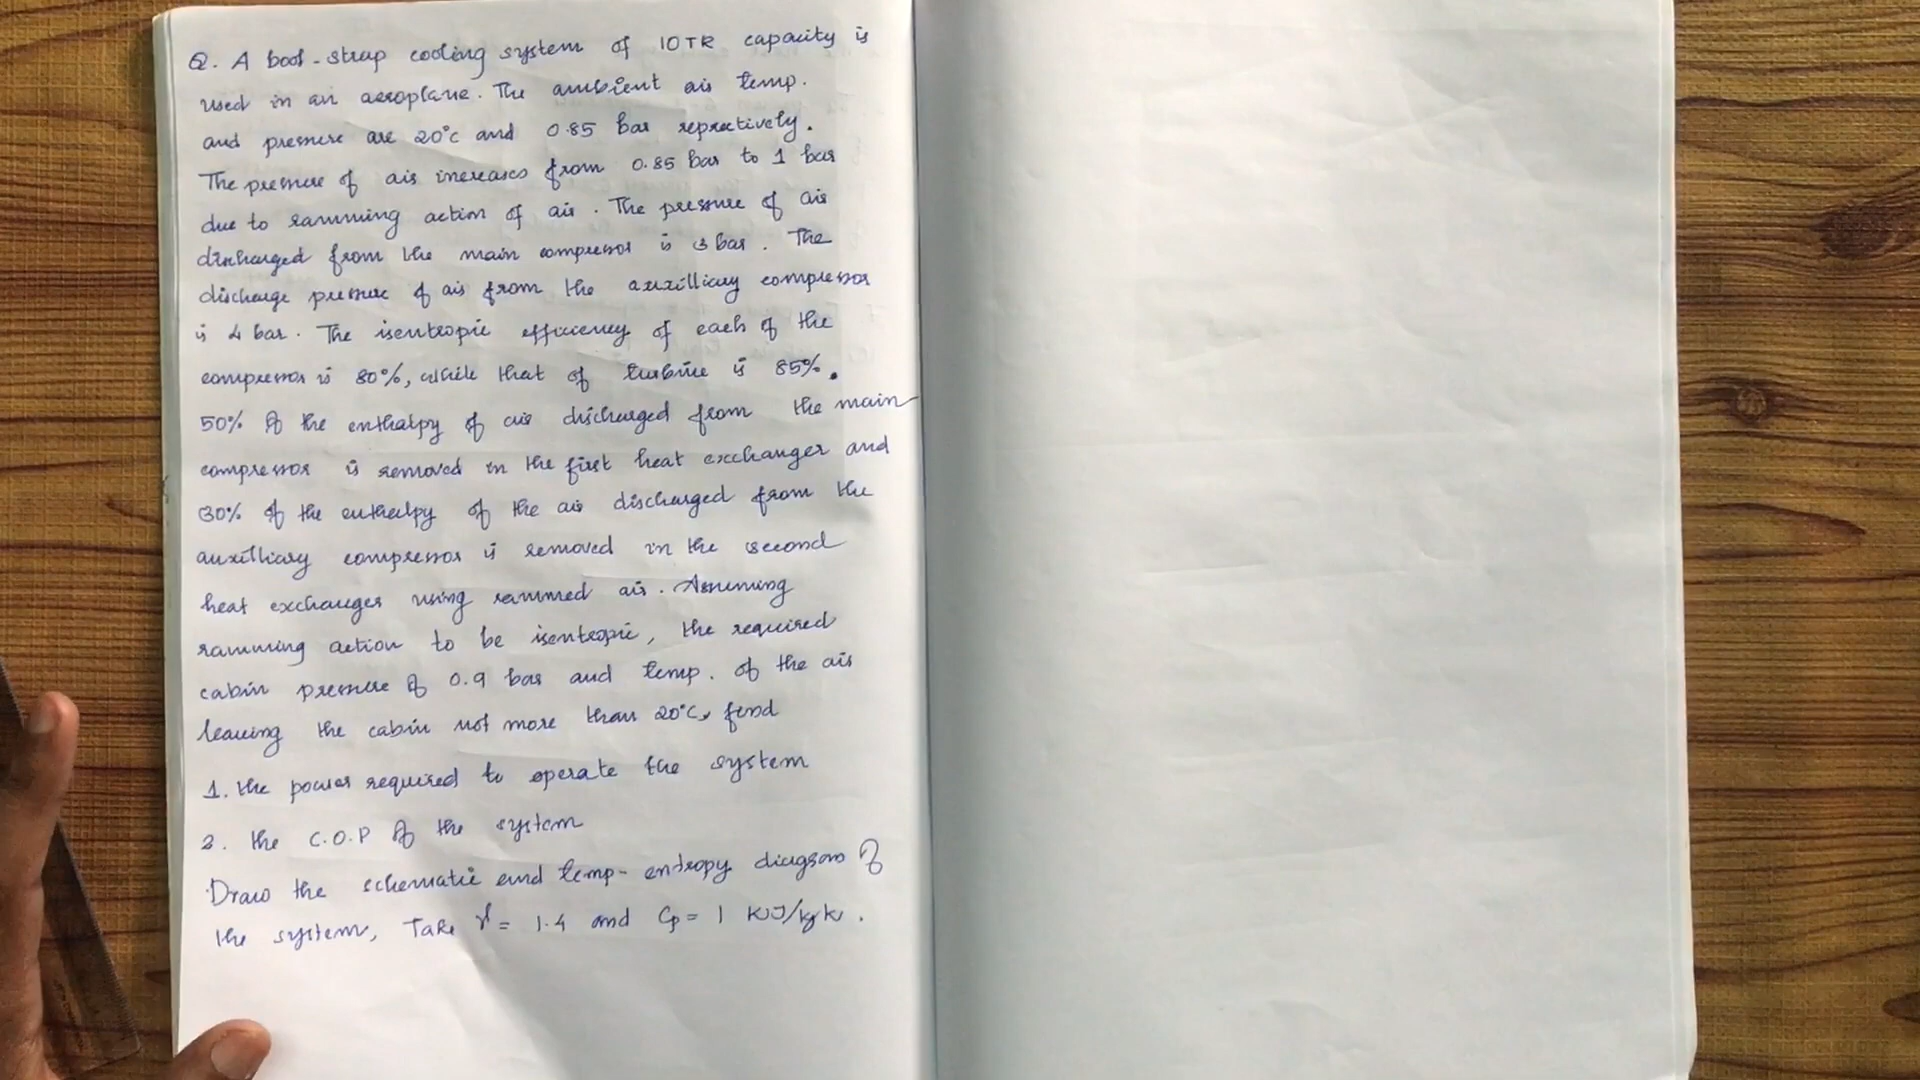 Q. A boot-strap cooling system of 10TR capacity is
used in an aeroplane. The ambient air temp.
and pressure are 20°c and 0.85 bar repractively.
The pressure of air increases from 0.85 bar to 1 bar
due to ramming action of air. The pressure of air
discharged from the main compressor is 3 bar. The
discharge pressure of air from the auxilliary compressor
is 4 bar. The isentropic efficiency of each of the
compressor is 80%, while that of turbine is 85%.
50% of the enthalpy of air discharged from the main
compressor is removed in the first heat exchanger and
30% of the enthalpy of the air discharged from the
auxilliary compressor is removed in the second
heat exchanger using rammed air. Assuming
ramming action to be isentropic, the required
cabin pressure of 0.9 bar and temp. of the air
leaving the cabin not more than 20°c, find
1. the power required to operate the system
2. the C.O.P of the system
Draw the schematic and temp-entropy diagram of
the system, Take γ = 1.4 and Cp = 1 KJ/kgk.